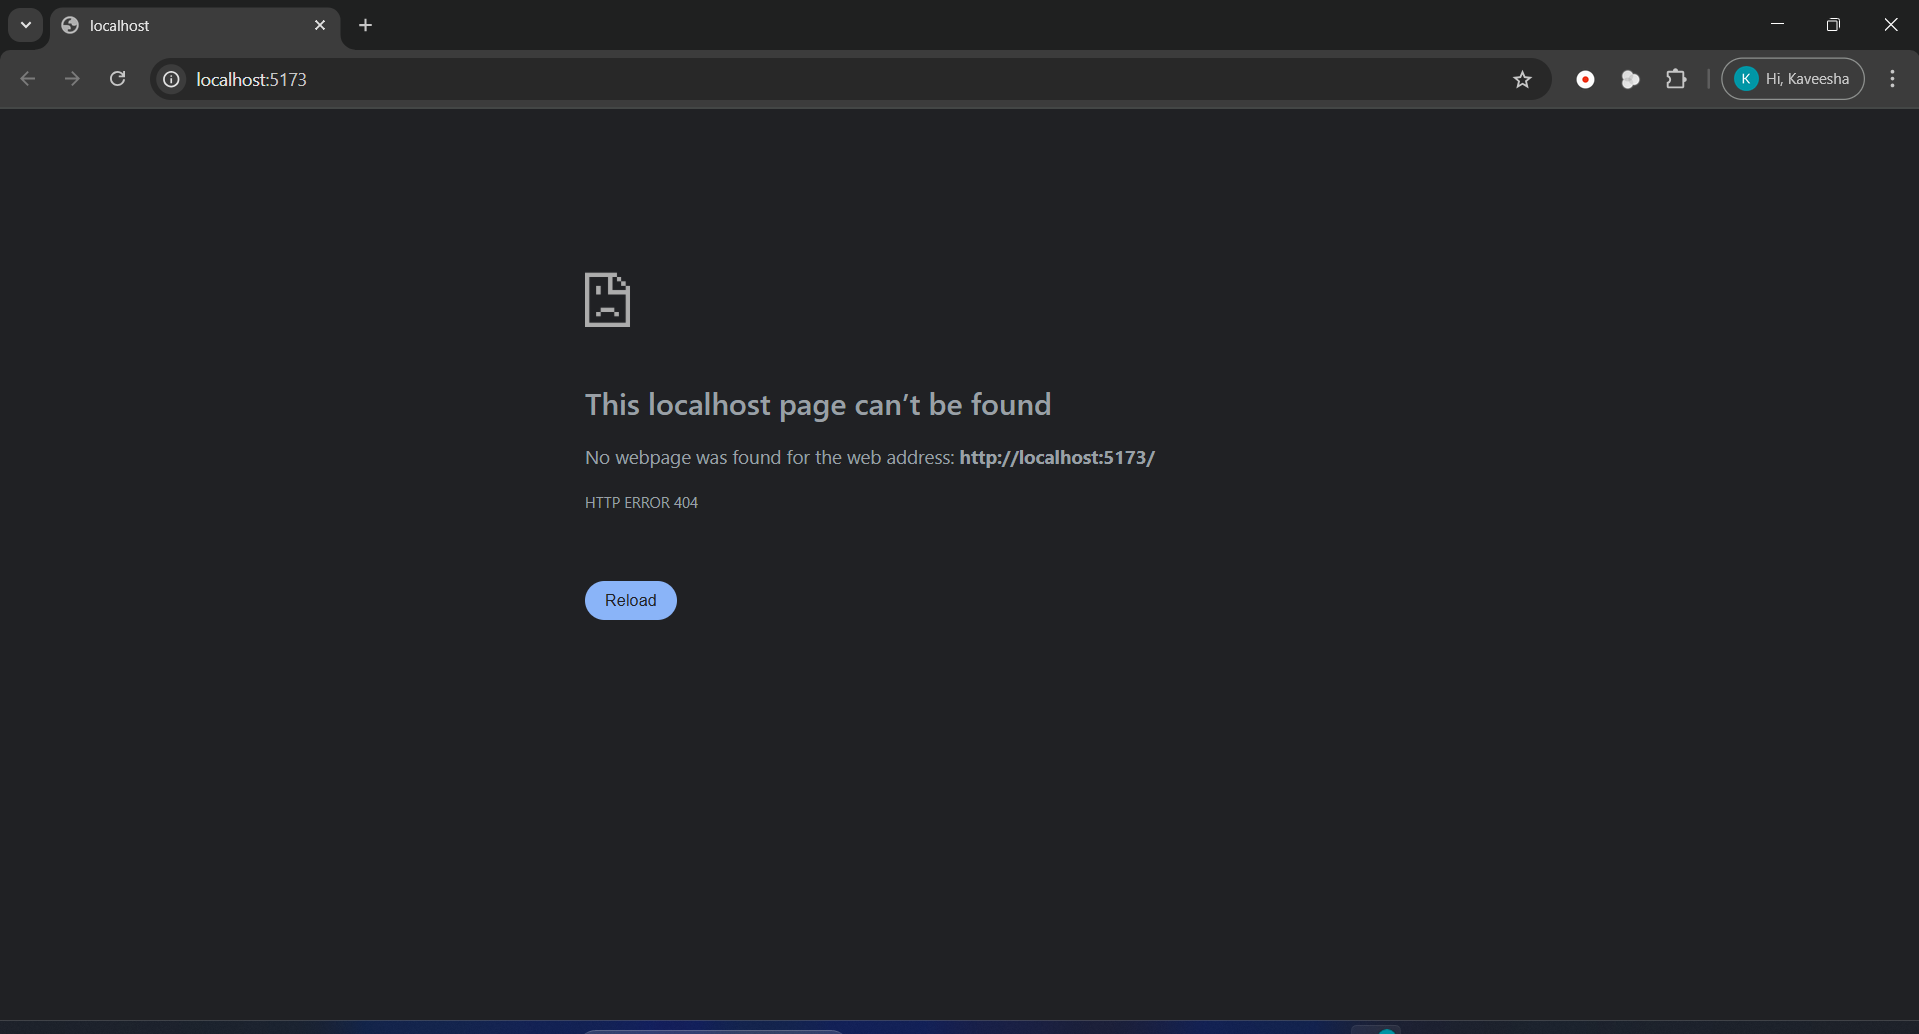 localhost
localhost:5173
K Hi, Kaveesha
This localhost page can’t be found
No webpage was found for the web address: http://localhost:5173/
HTTP ERROR 404
Reload